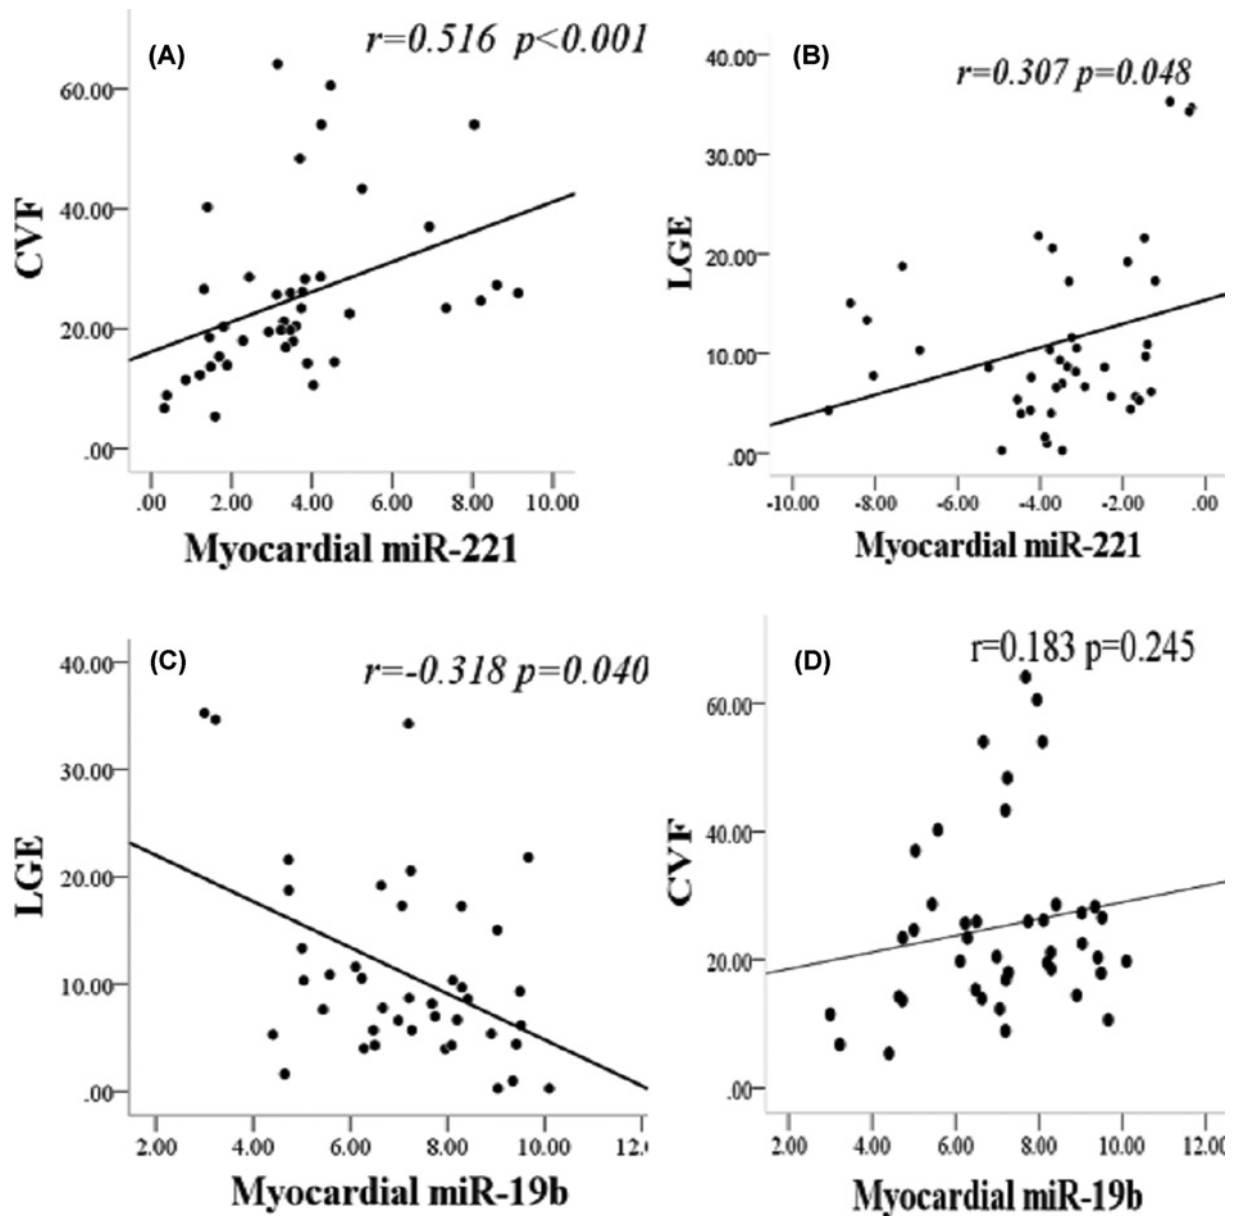 (A)
r=0.516 p<0.001
60.00
40.00
20.00
.00
CVF
.00 2.00 4.00 6.00 8.00 10.00
Myocardial miR-221
(B)
r=0.307 p=0.048
40.00
30.00
20.00
10.00
.00
LGE
-10.00 -8.00 -6.00 -4.00 -2.00 .00
Myocardial miR-221
(C)
r=-0.318 p=0.040
40.00
30.00
20.00
10.00
.00
LGE
2.00 4.00 6.00 8.00 10.00 12.(
Myocardial miR-19b
(D)
r=0.183 p=0.245
60.00
40.00
20.00
.00
CVF
2.00 4.00 6.00 8.00 10.00 12.00
Myocardial miR-19b